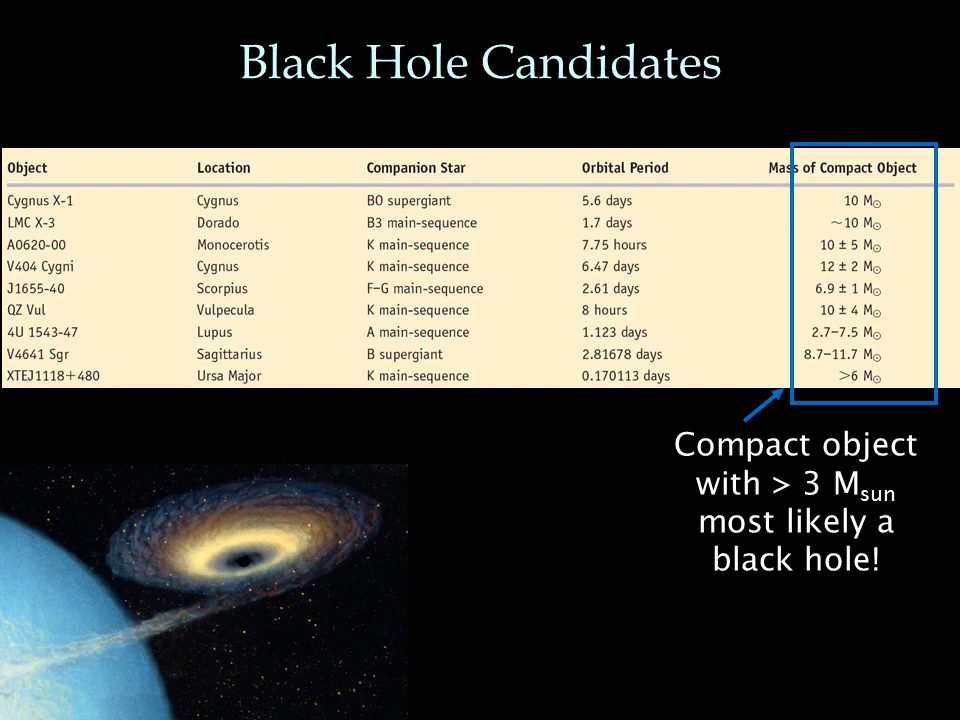 Black Hole Candidates
Object Location Companion Star Orbital Period Mass of Compact Object
Cygnus X-1 Cygnus BO supergiant 5.6 days 10 M☉
LMC X-3 Dorado B3 main-sequence 1.7 days ~10 M☉
A0620-00 Monocerotis K main-sequence 7.75 hours 10 ± 5 M☉
V404 Cygni Cygnus K main-sequence 6.47 days 12 ± 2 M☉
J1655-40 Scorpius F–G main-sequence 2.61 days 6.9 ± 1 M☉
QZ Vul Vulpecula K main-sequence 8 hours 10 ± 4 M☉
4U 1543-47 Lupus A main-sequence 1.123 days 2.7–7.5 M☉
V4641 Sgr Sagittarius B supergiant 2.81678 days 8.7–11.7 M☉
XTEJ1118+480 Ursa Major K main-sequence 0.170113 days >6 M☉
Compact object
with > 3 Msun
most likely a
black hole!